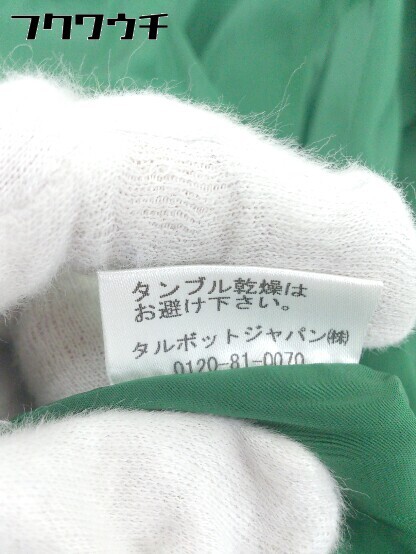 フクワウチ
タンブル乾燥は
お避け下さい。
タルボットジャパン(株)
0120-81-0070